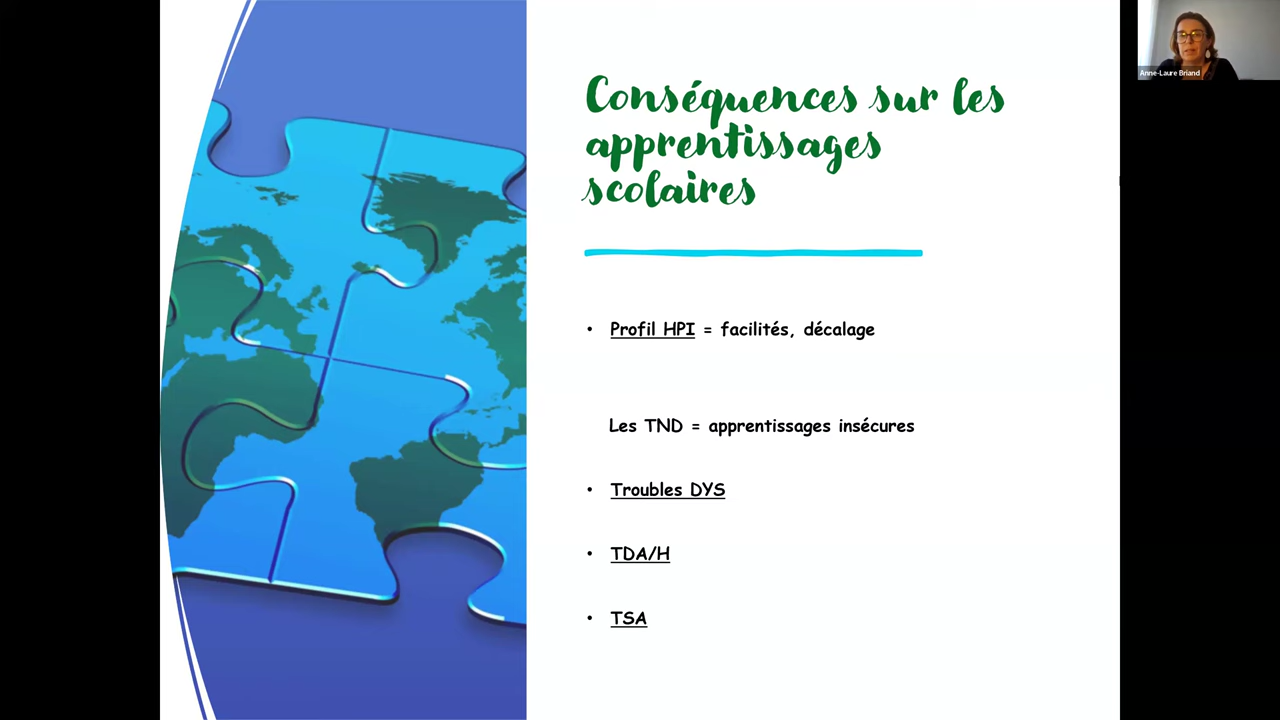 Conséquences sur les
apprentissages
scolaires
• Profil HPI = facilités, décalage
Les TND = apprentissages insécures
• Troubles DYS
• TDA/H
• TSA
Anne-Laure Briand